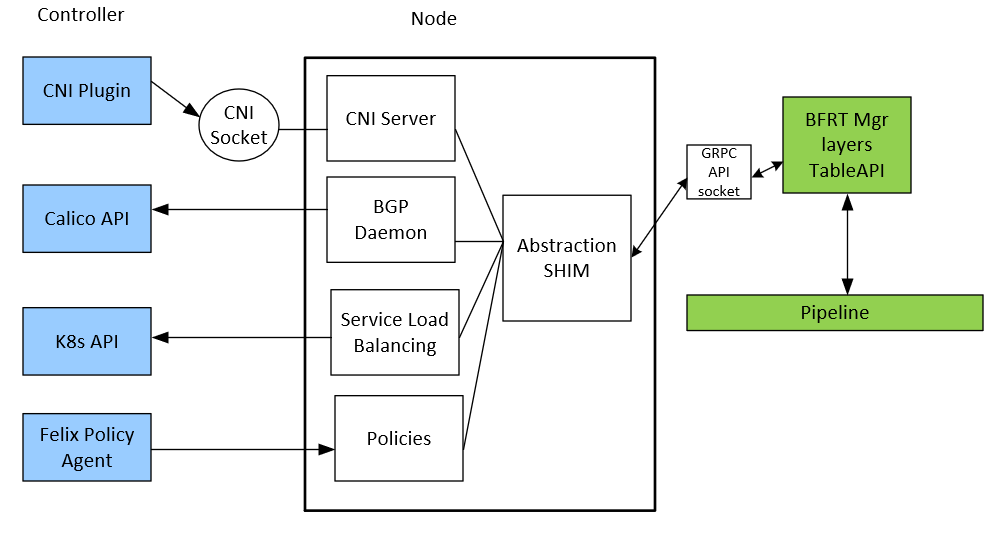 Controller
Node
CNI Plugin
CNI
Socket
CNI Server
Calico API
BGP
Daemon
K8s API
Service Load
Balancing
Felix Policy
Agent
Policies
Abstraction
SHIM
GRPC
API
socket
BFRT Mgr
layers
TableAPI
Pipeline